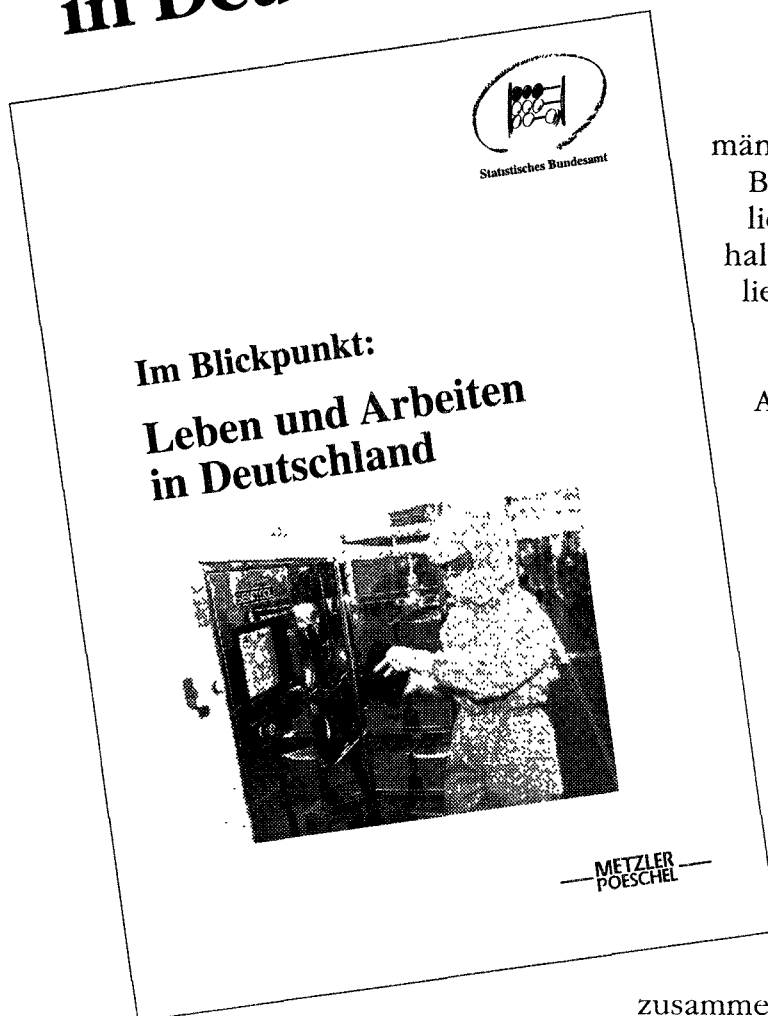 in Deu
Statistisches Bundesamt
män
B
lie
hal
lie
A
Im Blickpunkt:
Leben und Arbeiten
in Deutschland
METZLER
POESCHEL
zusamme